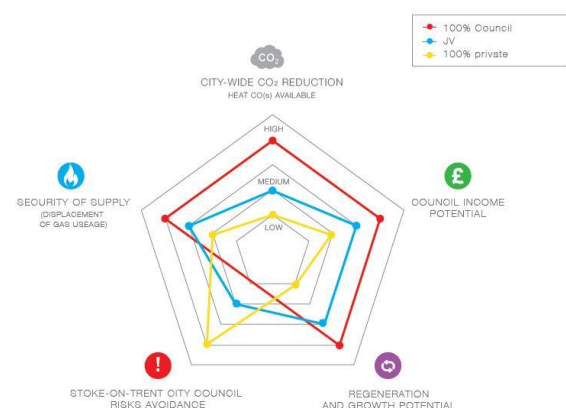 100% Council
JV
100% private
CO2
CITY-WIDE CO2 REDUCTION
HEAT CO(s) AVAILABLE
HIGH
MEDIUM
LOW
SECURITY OF SUPPLY
(DISPLACEMENT
OF GAS USEAGE)
£
COUNCIL INCOME
POTENTIAL
!
STOKE-ON-TRENT CITY COUNCIL
RISKS AVOIDANCE
REGENERATION
AND GROWTH POTENTIAL